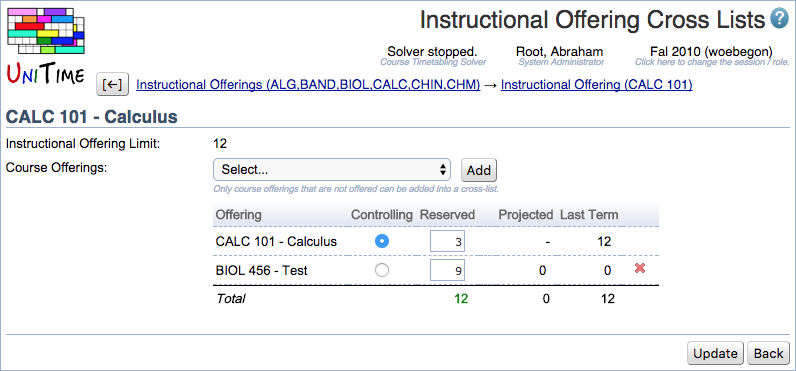 Instructional Offering Cross Lists ?
Solver stopped. Root, Abraham Fal 2010 (woebegon)
Course Timetabling Solver System Administrator Click here to change the session / role.
UNITIME
[←] Instructional Offerings (ALG,BAND,BIOL,CALC,CHIN,CHM) → Instructional Offering (CALC 101)
CALC 101 - Calculus
Instructional Offering Limit: 12
Course Offerings: Select... Add
Only course offerings that are not offered can be added into a cross-list.
Offering Controlling Reserved Projected Last Term
CALC 101 - Calculus 3 - 12
BIOL 456 - Test 9 0 0
Total 12 0 12
Update Back